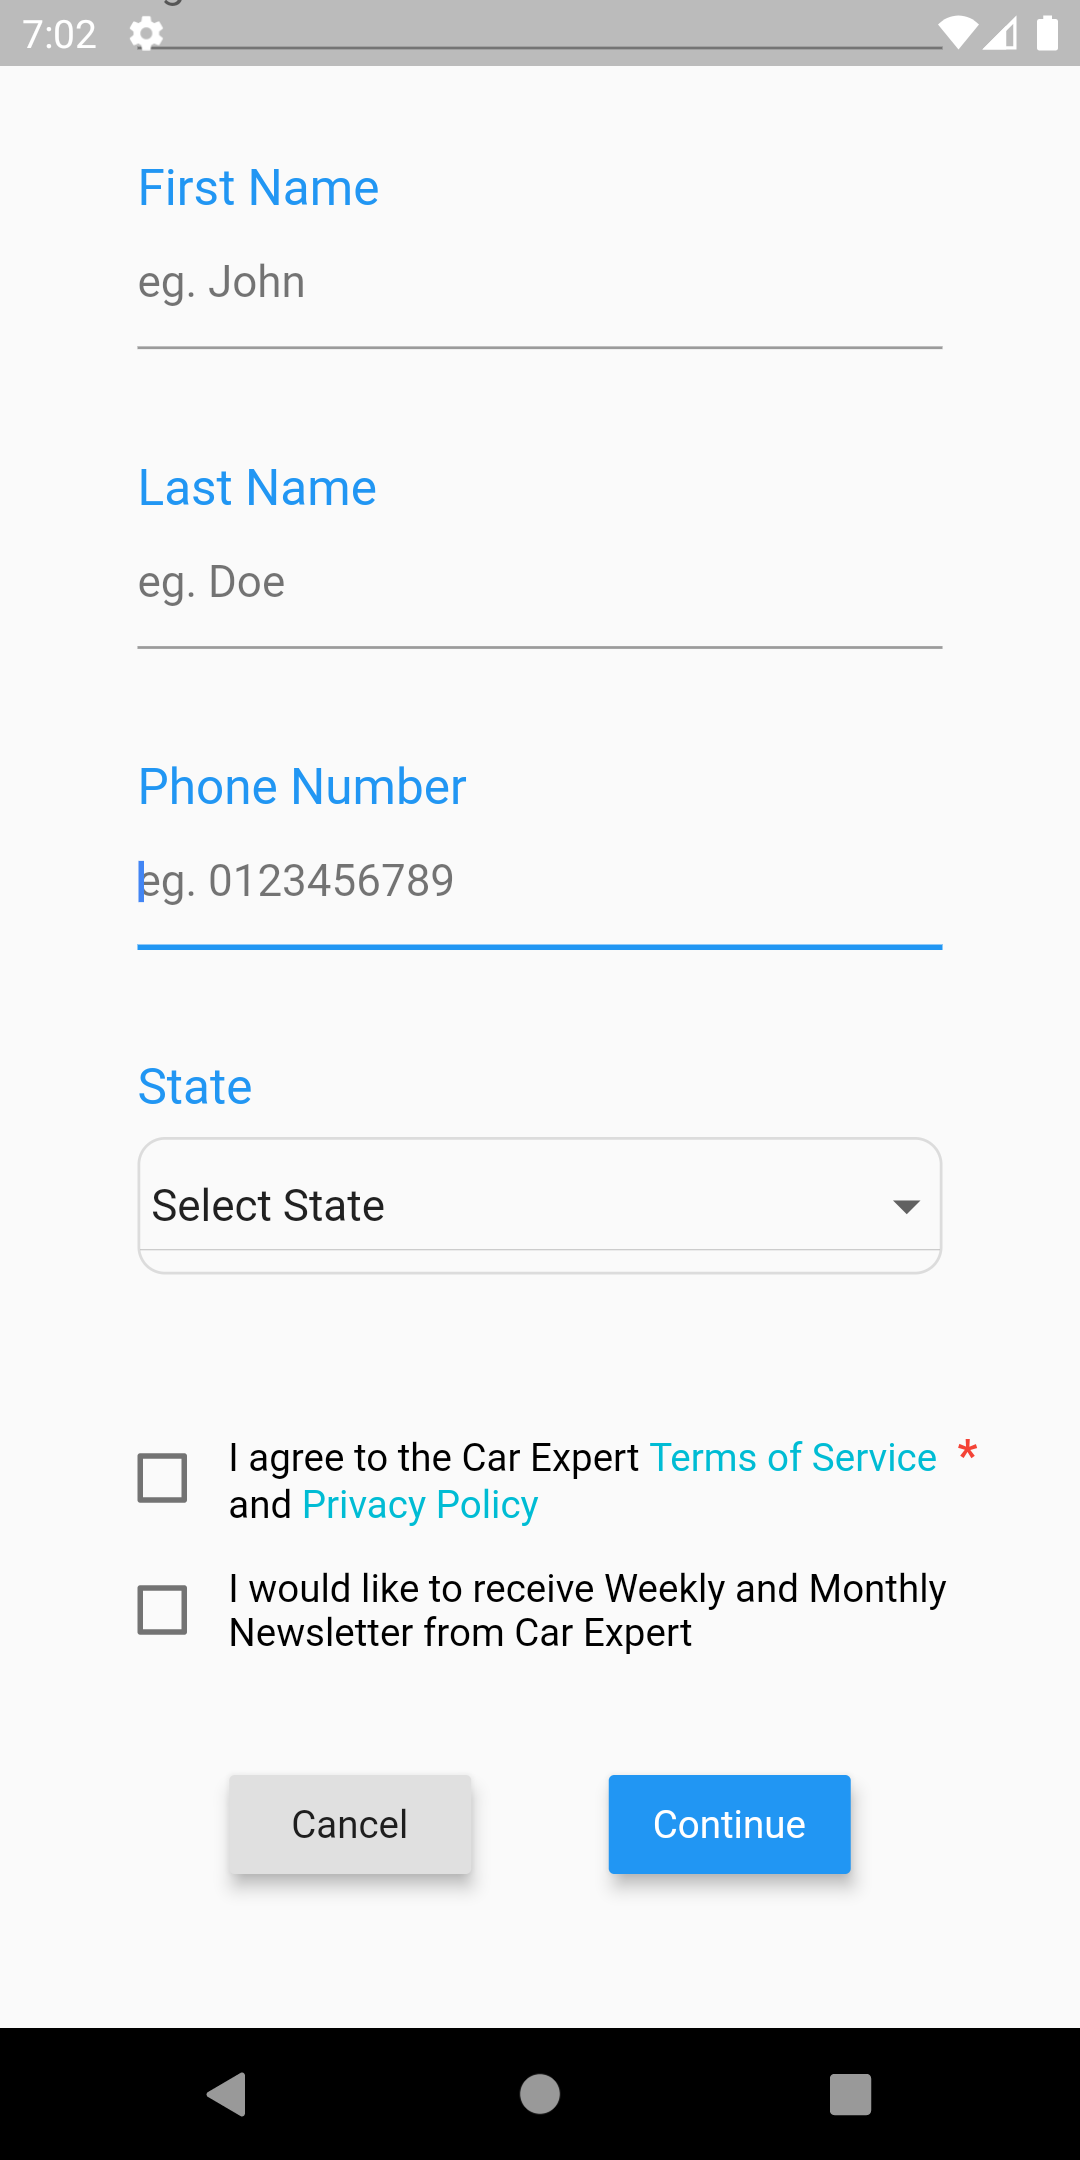 7:02
First Name
eg. John
Last Name
eg. Doe
Phone Number
eg. 0123456789
State
Select State
I agree to the Car Expert Terms of Service *
and Privacy Policy
I would like to receive Weekly and Monthly
Newsletter from Car Expert
Cancel
Continue